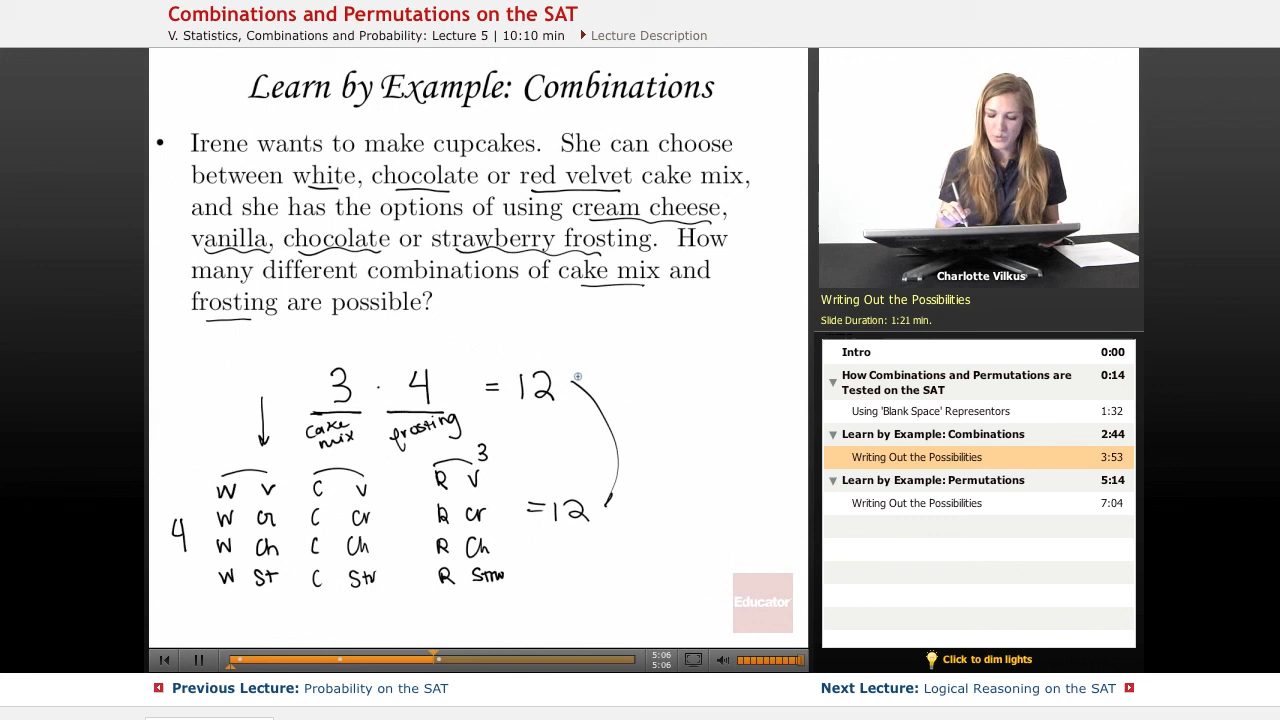 Combinations and Permutations on the SAT
V. Statistics, Combinations and Probability: Lecture 5 | 10:10 min
Lecture Description
Learn by Example: Combinations
• Irene wants to make cupcakes. She can choose
between white, chocolate or red velvet cake mix,
and she has the options of using cream cheese,
vanilla, chocolate or strawberry frosting. How
many different combinations of cake mix and
frosting are possible?
3 · 4 = 12
cake mix frosting
3
W V C V R V
W Cr C Cr R Cr = 12
4
W Ch C Ch R Ch
W St C Str R Straw
Educator
5:06
5:06
Charlotte Vilkus
Writing Out the Possibilities
Slide Duration: 1:21 min.
Intro 0:00
How Combinations and Permutations are 0:14
Tested on the SAT
Using 'Blank Space' Representors 1:32
Learn by Example: Combinations 2:44
Writing Out the Possibilities 3:53
Learn by Example: Permutations 5:14
Writing Out the Possibilities 7:04
Click to dim lights
Previous Lecture: Probability on the SAT
Next Lecture: Logical Reasoning on the SAT